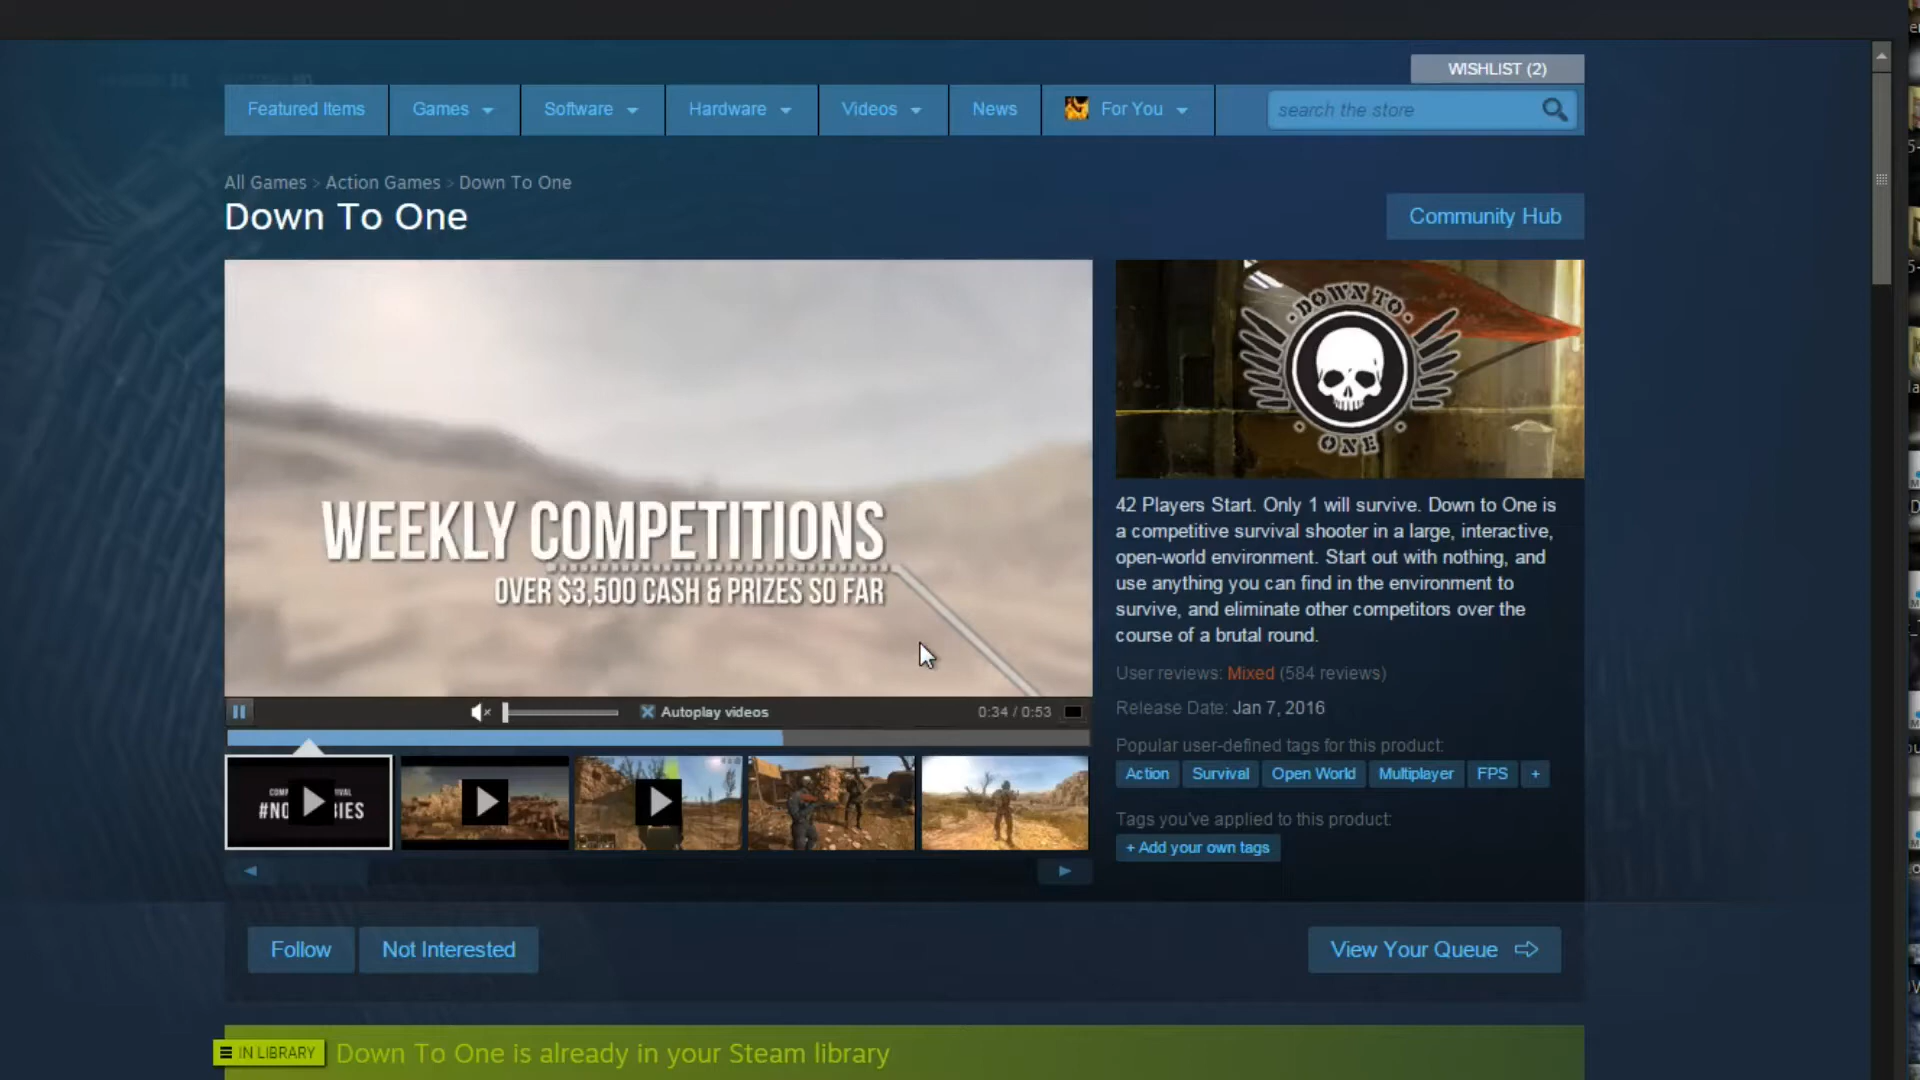 WISHLIST (2)
Featured Items
Games
Software
Hardware
Videos
News
For You
search the store
All Games > Action Games > Down To One
Down To One
Community Hub
WEEKLY COMPETITIONS
OVER $3,500 CASH & PRIZES SO FAR
DOWN TO
ONE
42 Players Start. Only 1 will survive. Down to One is
a competitive survival shooter in a large, interactive,
open-world environment. Start out with nothing, and
use anything you can find in the environment to
survive, and eliminate other competitors over the
course of a brutal round.
User reviews: Mixed (584 reviews)
Release Date: Jan 7, 2016
Autoplay videos
0:34 / 0:53
Popular user-defined tags for this product:
Action
Survival
Open World
Multiplayer
FPS
+
Tags you've applied to this product:
+ Add your own tags
Follow
Not Interested
View Your Queue
IN LIBRARY
Down To One is already in your Steam library